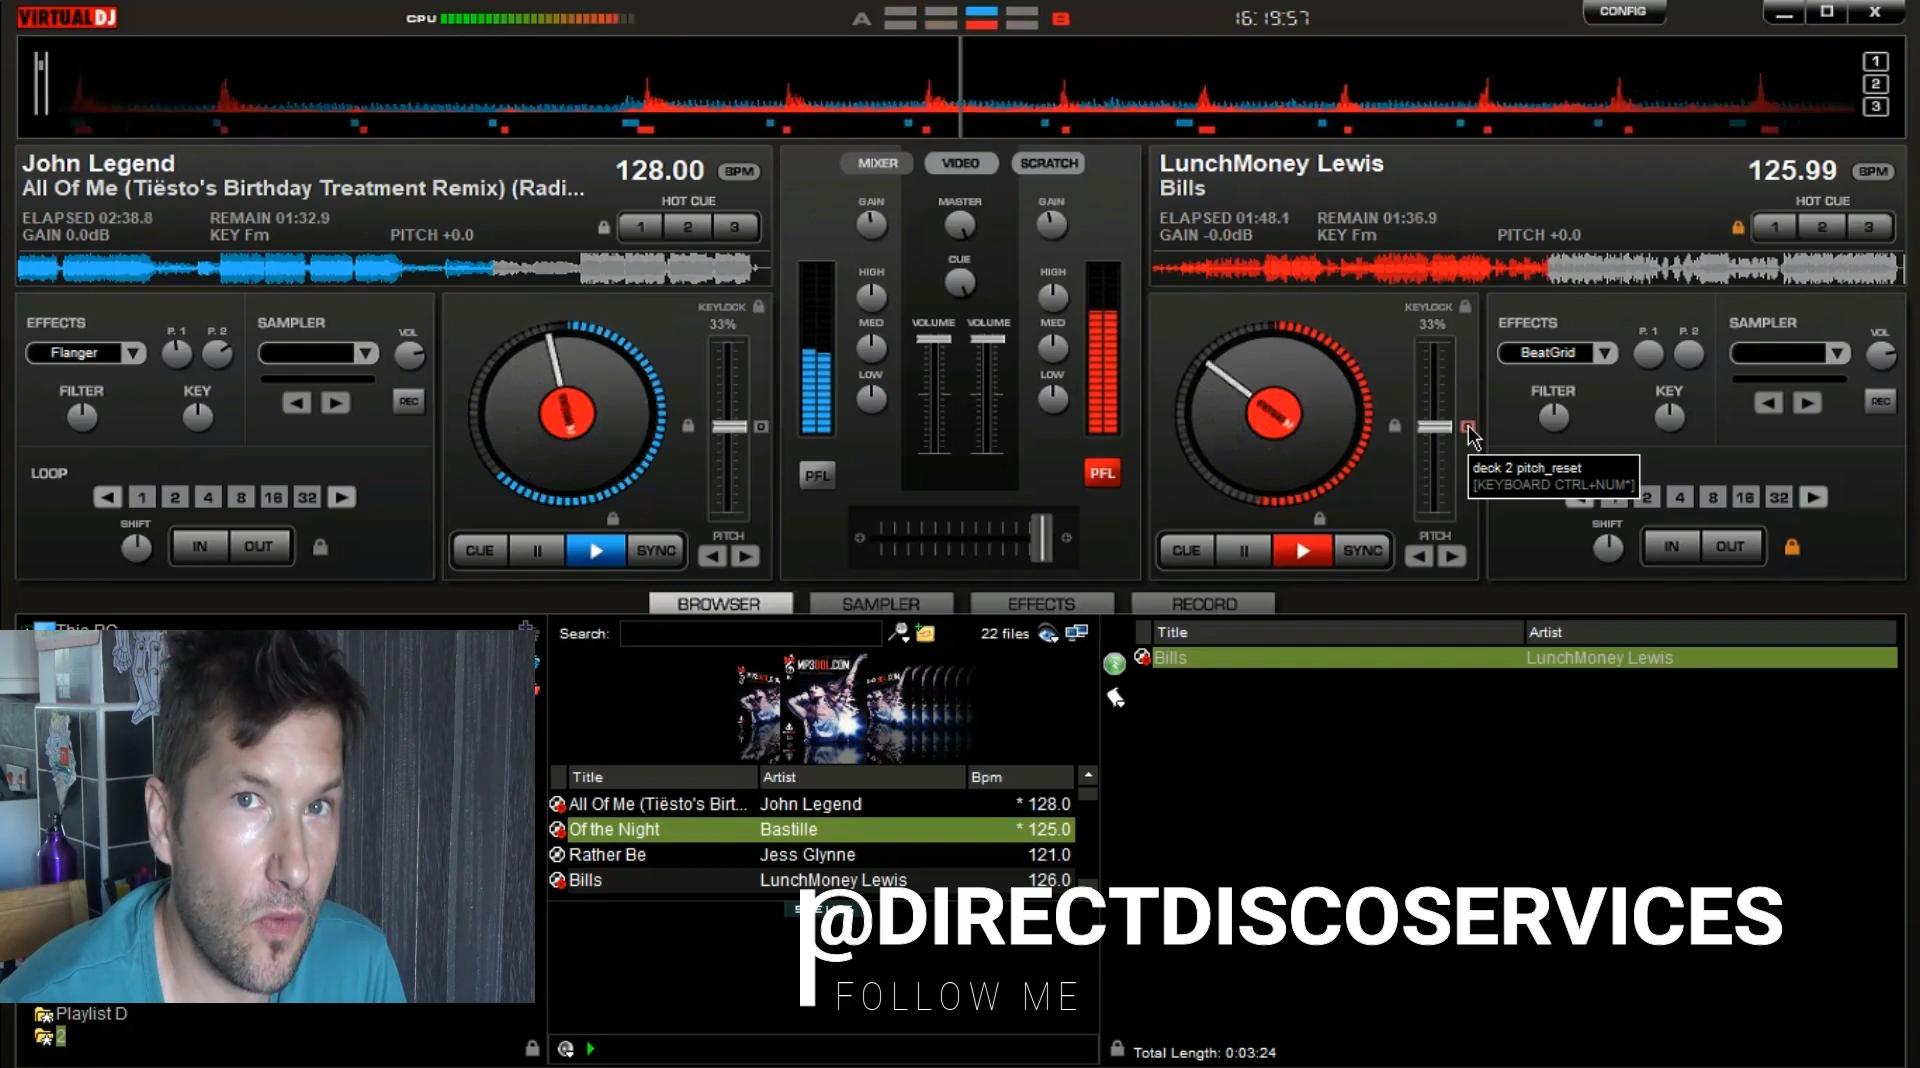 VIRTUAL DJ
CPU
A
B
16:19:57
CONFIG
X
1
2
3
John Legend
All Of Me (Tiësto's Birthday Treatment Remix) (Radi...
128.00 BPM
ELAPSED 02:38.8 REMAIN 01:32.9
GAIN 0.0dB KEY Fm PITCH +0.0
HOT CUE
1 2 3
MIXER VIDEO SCRATCH
GAIN MASTER GAIN
CUE
HIGH HIGH
VOLUME VOLUME
MED MED
LOW LOW
PFL PFL
LunchMoney Lewis
Bills
125.99 BPM
ELAPSED 01:48.1 REMAIN 01:36.9
GAIN -0.0dB KEY Fm PITCH +0.0
HOT CUE
1 2 3
EFFECTS P. 1 P. 2 SAMPLER VOL
Flanger
FILTER KEY REC
LOOP
1 2 4 8 16 32
SHIFT
IN OUT
KEYLOCK
33%
CUE SYNC
PITCH
KEYLOCK
33%
CUE SYNC
PITCH
EFFECTS P. 1 P. 2 SAMPLER VOL
BeatGrid
FILTER KEY REC
deck 2 pitch_reset
[KEYBOARD CTRL+NUM*]
2 4 8 16 32
SHIFT
IN OUT
BROWSER SAMPLER EFFECTS RECORD
This PC
Search: 22 files
MP3OOL.COM
Title Artist Bpm
All Of Me (Tiësto's Birt... John Legend * 128.0
Of the Night Bastille * 125.0
Rather Be Jess Glynne 121.0
Bills LunchMoney Lewis 126.0
Title Artist
Bills LunchMoney Lewis
@DIRECTDISCOSERVICES
FOLLOW ME
Playlist D
2
Total Length: 0:03:24